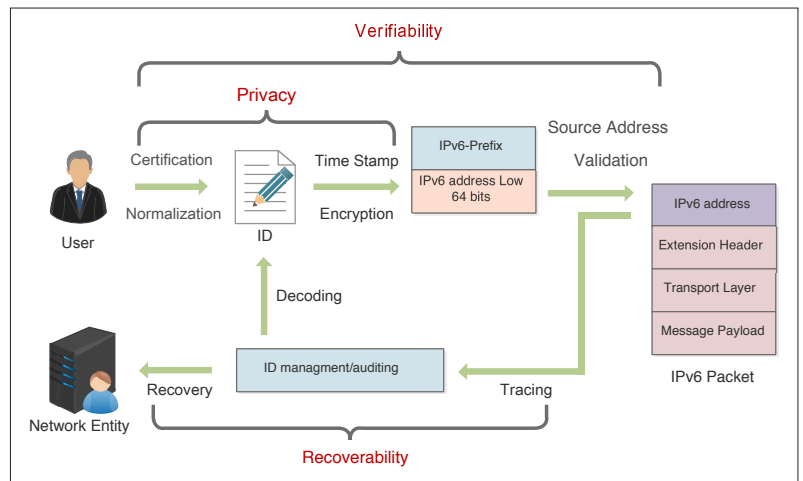 Verifiability
Privacy
Certification
Normalization
User
ID
Time Stamp
Encryption
IPv6-Prefix
IPv6 address Low
64 bits
Source Address
Validation
IPv6 address
Extension Header
Transport Layer
Message Payload
IPv6 Packet
Decoding
ID managment/auditing
Tracing
Recovery
Network Entity
Recoverability